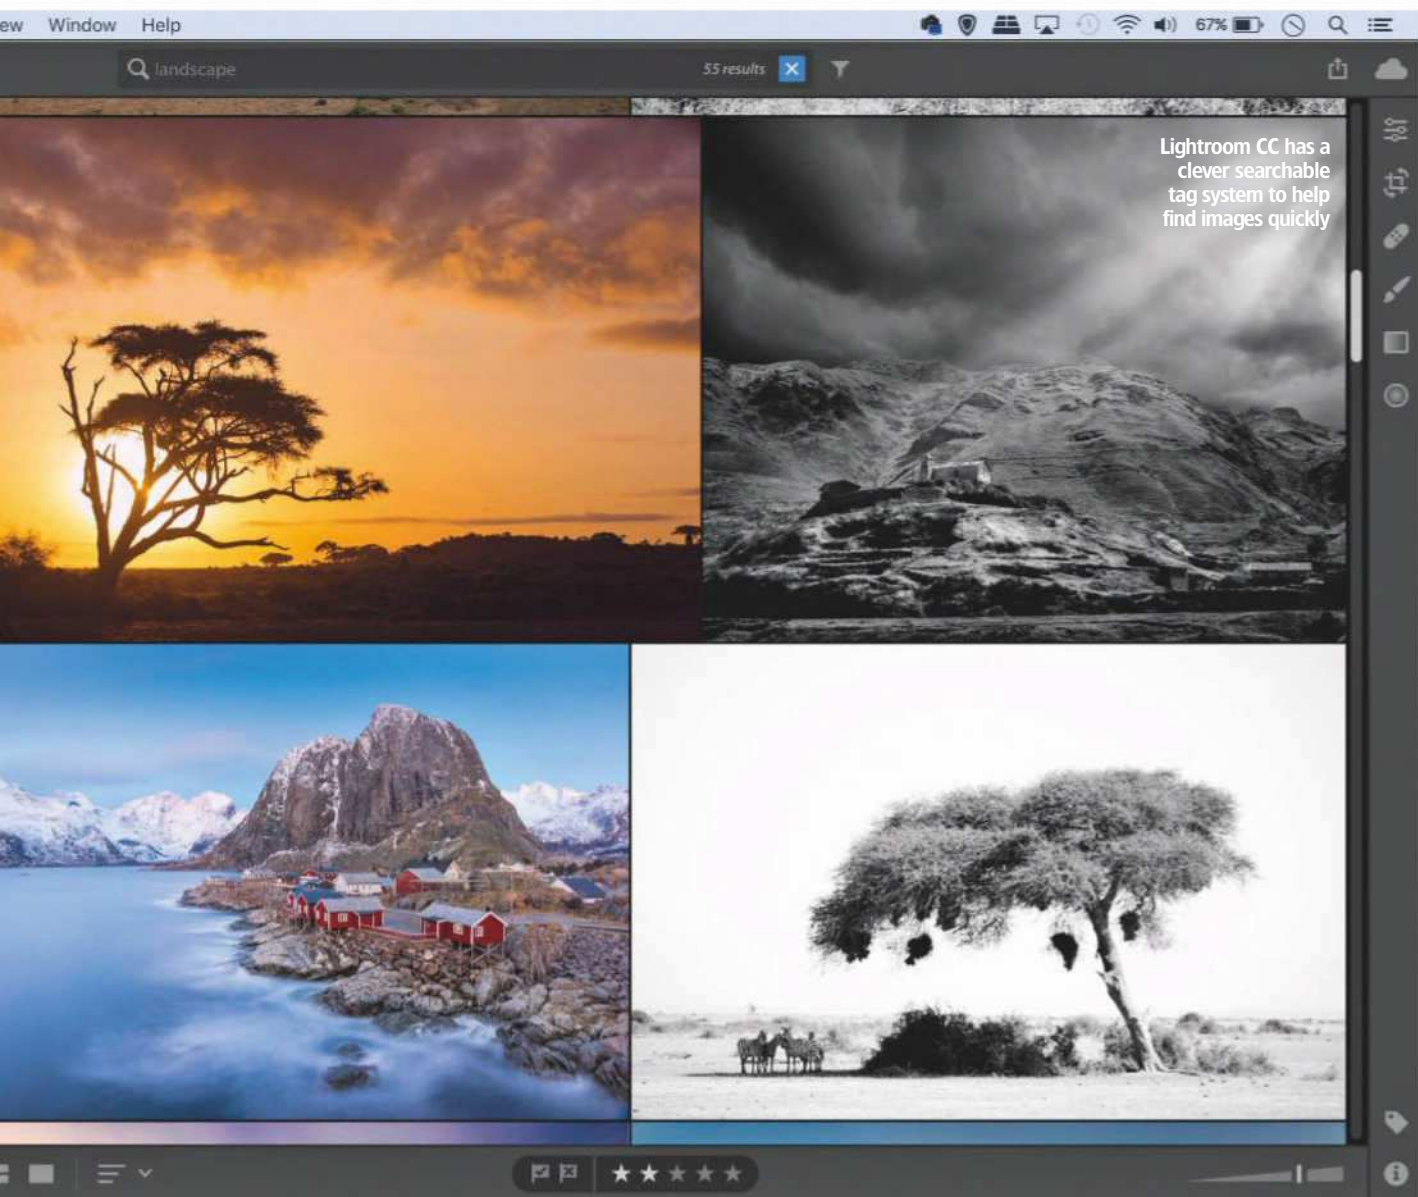 ew Window Help 67%
landscape 55 results
Lightroom CC has a
clever searchable
tag system to help
find images quickly